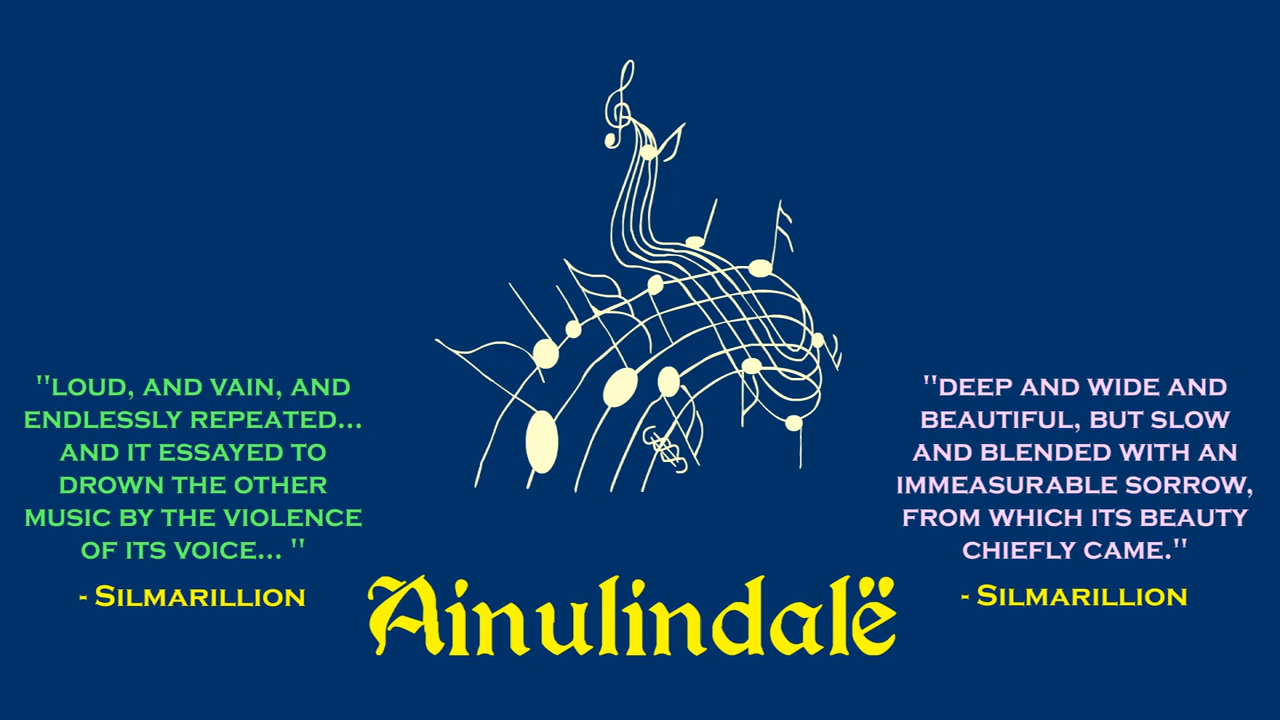 "LOUD, AND VAIN, AND
ENDLESSLY REPEATED...
AND IT ESSAYED TO
DROWN THE OTHER
MUSIC BY THE VIOLENCE
OF ITS VOICE... "
- SILMARILLION
"DEEP AND WIDE AND
BEAUTIFUL, BUT SLOW
AND BLENDED WITH AN
IMMEASURABLE SORROW,
FROM WHICH ITS BEAUTY
CHIEFLY CAME."
- SILMARILLION
Ainulindalë